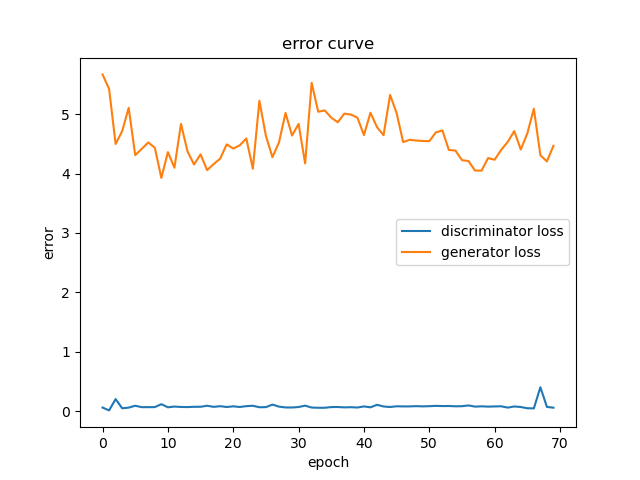 error curve
5
4
3
2
1
0
error
discriminator loss
generator loss
0 10 20 30 40 50 60 70
epoch